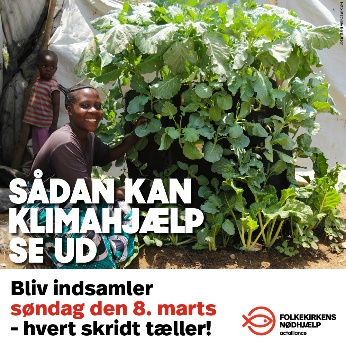 SÅDAN KAN
KLIMAHJÆLP
SE UD
Bliv indsamler
søndag den 8. marts
- hvert skridt tæller!
FOLKEKIRKENS
NØDHJÆLP
actalliance